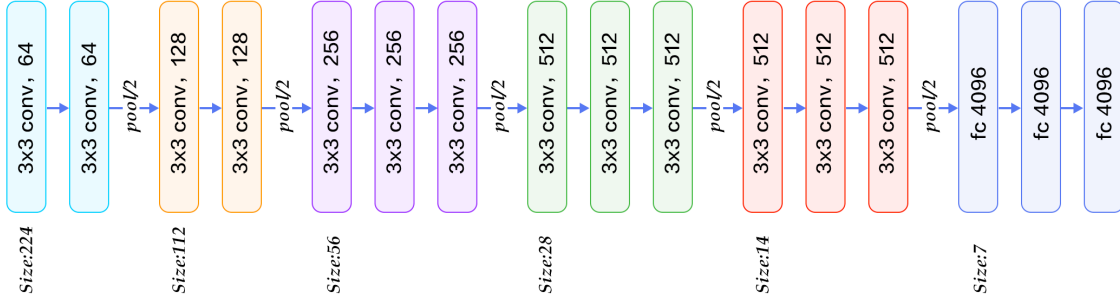 3x3 conv, 64
3x3 conv, 64
pool/2
3x3 conv, 128
3x3 conv, 128
pool/2
3x3 conv, 256
3x3 conv, 256
3x3 conv, 256
pool/2
3x3 conv, 512
3x3 conv, 512
3x3 conv, 512
pool/2
3x3 conv, 512
3x3 conv, 512
3x3 conv, 512
pool/2
fc 4096
fc 4096
fc 4096
Size:224
Size:112
Size:56
Size:28
Size:14
Size:7